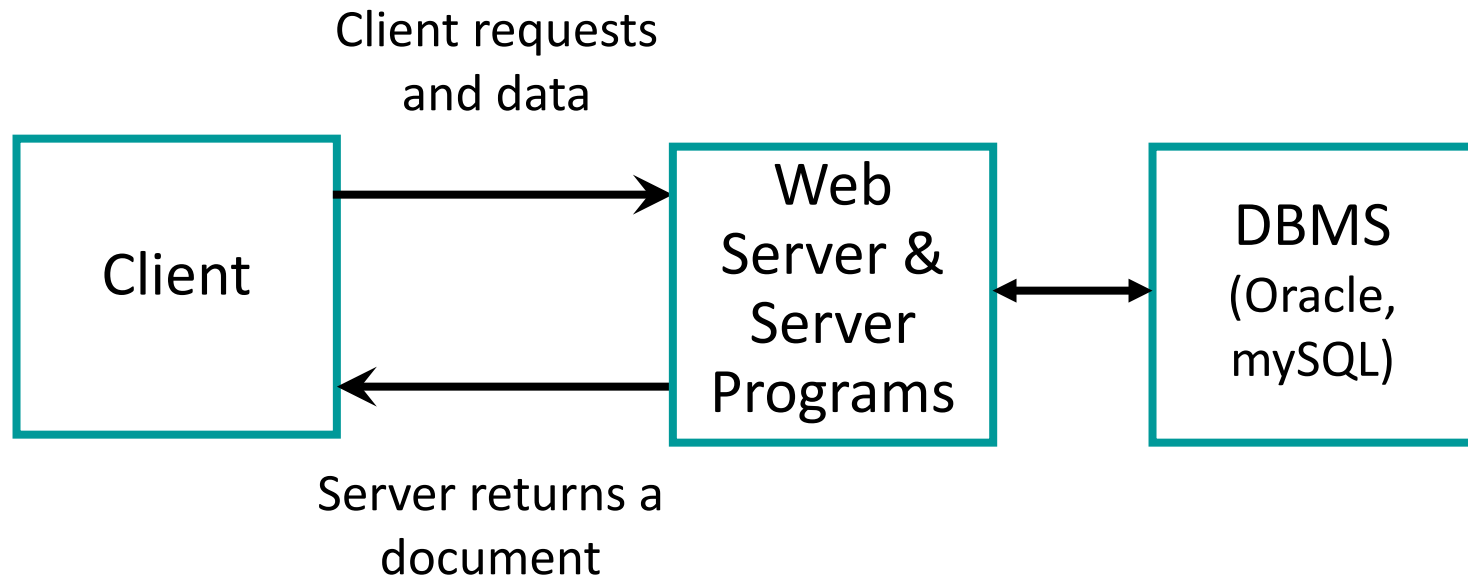 Client requests
and data
Client
Web
Server &
Server
Programs
DBMS
(Oracle,
mySQL)
Server returns a
document